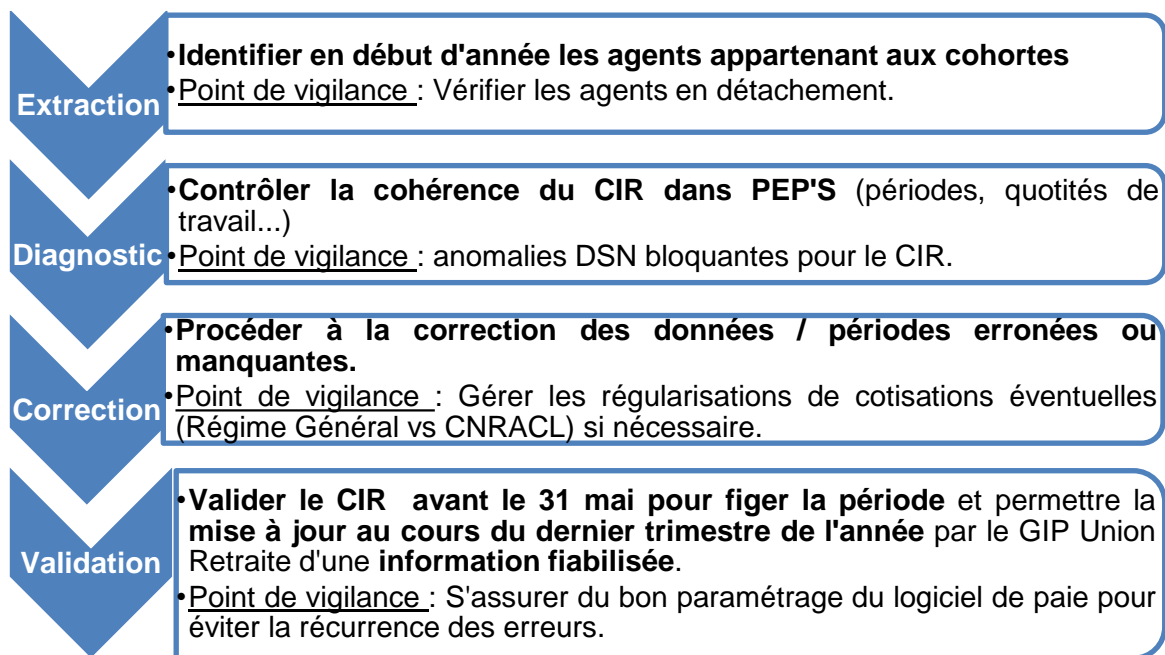 Extraction
•Identifier en début d'année les agents appartenant aux cohortes
•Point de vigilance : Vérifier les agents en détachement.
Diagnostic
•Contrôler la cohérence du CIR dans PEP'S (périodes, quotités de
travail...)
•Point de vigilance : anomalies DSN bloquantes pour le CIR.
Correction
•Procéder à la correction des données / périodes erronées ou
manquantes.
•Point de vigilance : Gérer les régularisations de cotisations éventuelles
(Régime Général vs CNRACL) si nécessaire.
Validation
•Valider le CIR avant le 31 mai pour figer la période et permettre la
mise à jour au cours du dernier trimestre de l'année par le GIP Union
Retraite d'une information fiabilisée.
•Point de vigilance : S'assurer du bon paramétrage du logiciel de paie pour
éviter la récurrence des erreurs.